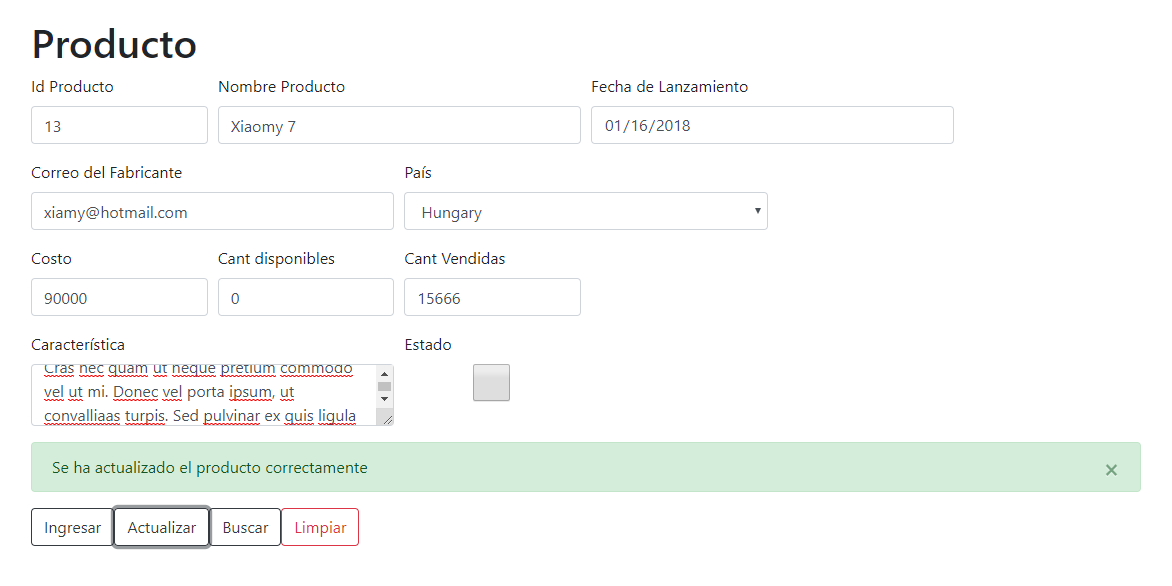 Producto
Id Producto Nombre Producto Fecha de Lanzamiento
13 Xiaomy 7 01/16/2018
Correo del Fabricante País
xiamy@hotmail.com Hungary
Costo Cant disponibles Cant Vendidas
90000 0 15666
Característica Estado
Cras nec quam ut neque pretium commodo
vel ut mi. Donec vel porta ipsum, ut
convalliaas turpis. Sed pulvinar ex quis ligula
Se ha actualizado el producto correctamente ×
Ingresar Actualizar Buscar Limpiar